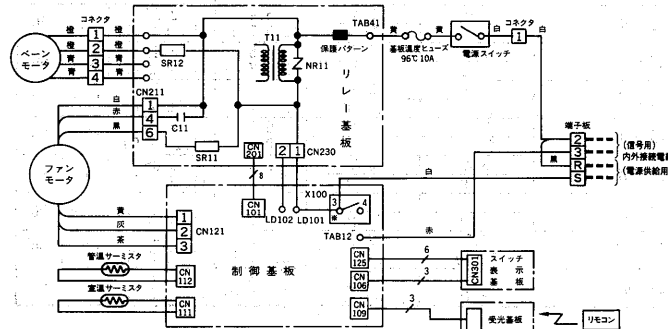 コネクタ
橙 1 橙
橙 2 橙
青 3 青
青 4 青
ベーン
モータ
SR12
T11
NR11
保護パターン
TAB41
黄
基板温度ヒューズ
96℃ 10A
黄
電源スイッチ
白
コネクタ
1
白
リレー基板
CN211
白 1
赤 4
黒 6
C11
SR11
ファン
モータ
CN
201
2 1 CN230
8
CN
101
LD102
LD101
X100
3 4
※
白
端子板
2
3
R
S
黒
(信号用)
内外接続電
(電源供給用
赤
TAB12
黄 1
灰 2
茶 3
CN121
制御基板
管温サーミスタ
CN
112
室温サーミスタ
CN
111
CN
125
6
CN
106
3
CN301
スイッチ
表示
基板
CN
109
3
受光基板
リモコン